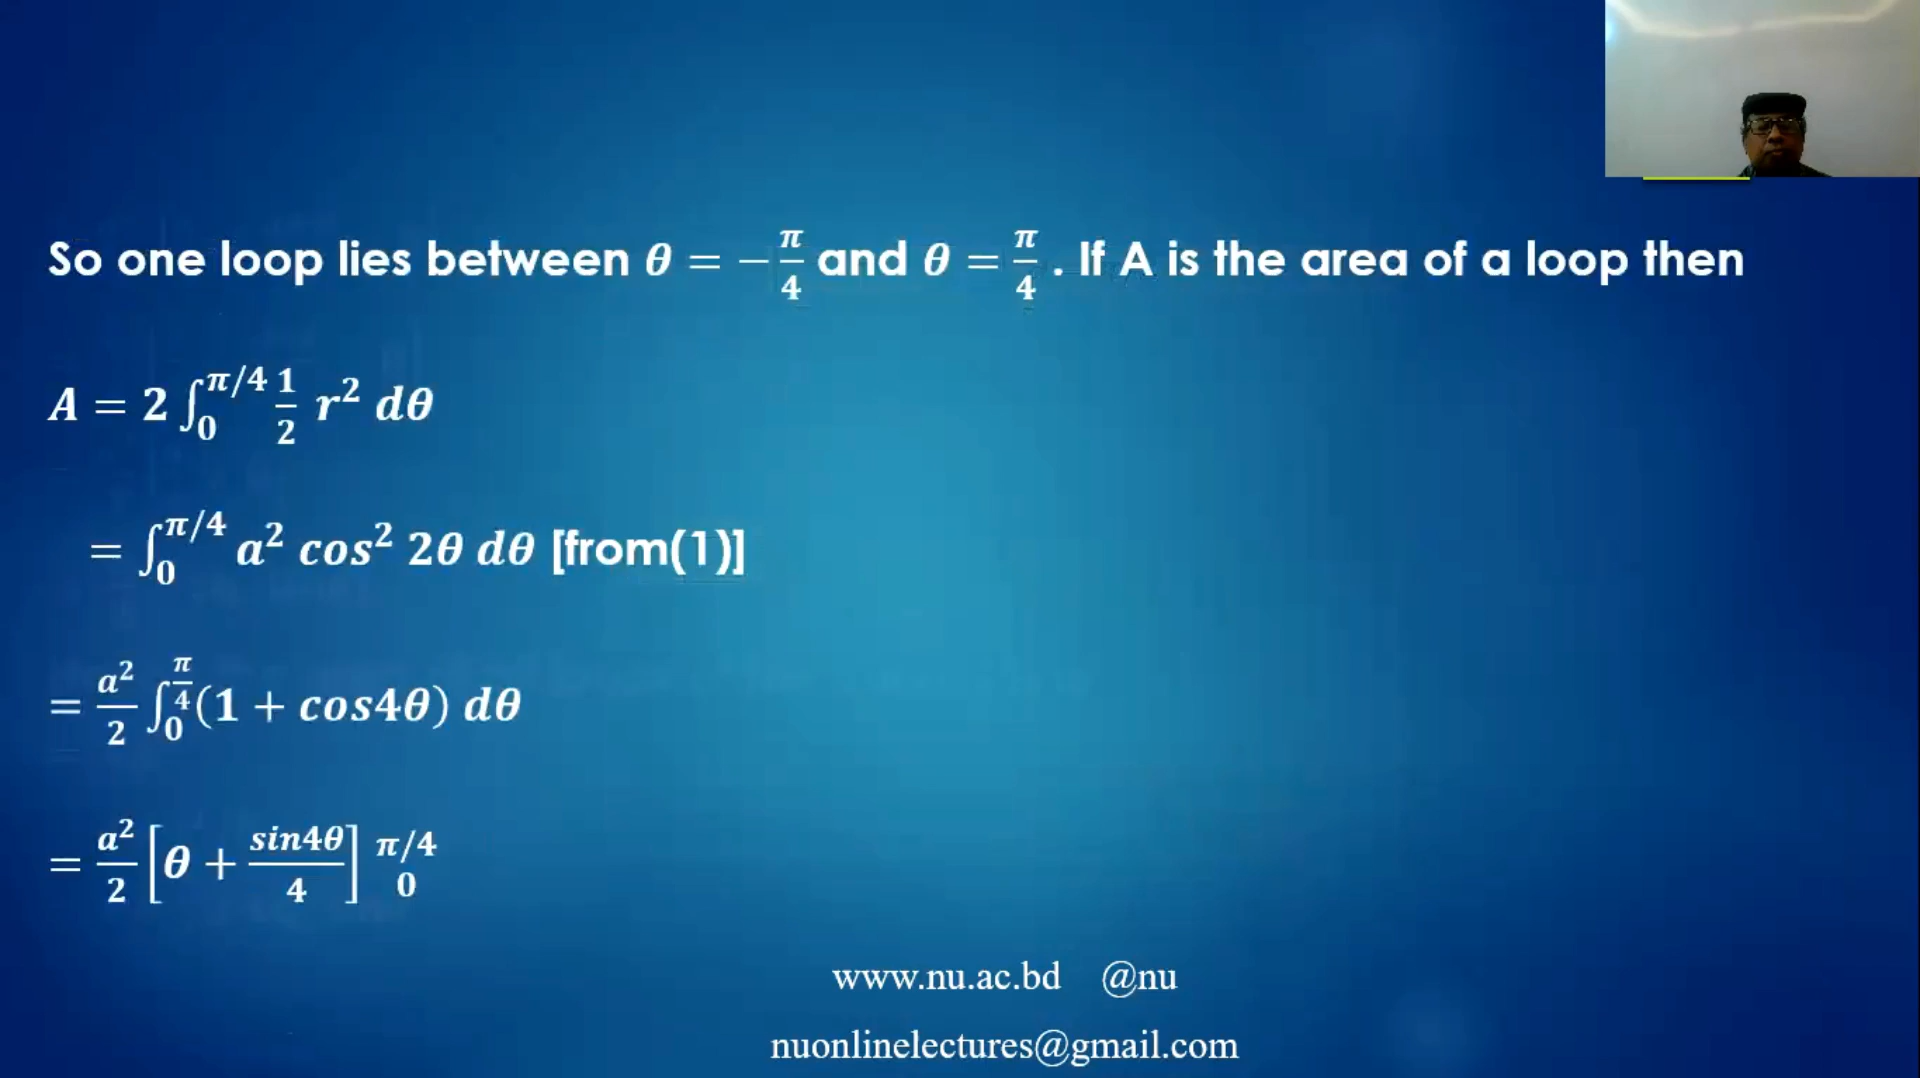 So one loop lies between θ = −π/4 and θ = π/4 . If A is the area of a loop then
A = 2 ∫₀^{π/4} 1/2 r² dθ
= ∫₀^{π/4} a² cos² 2θ dθ [from(1)]
= a²/2 ∫₀^{π/4} (1 + cos4θ) dθ
= a²/2 [θ + sin4θ/4] ₀^{π/4}
www.nu.ac.bd @nu
nuonlinelectures@gmail.com